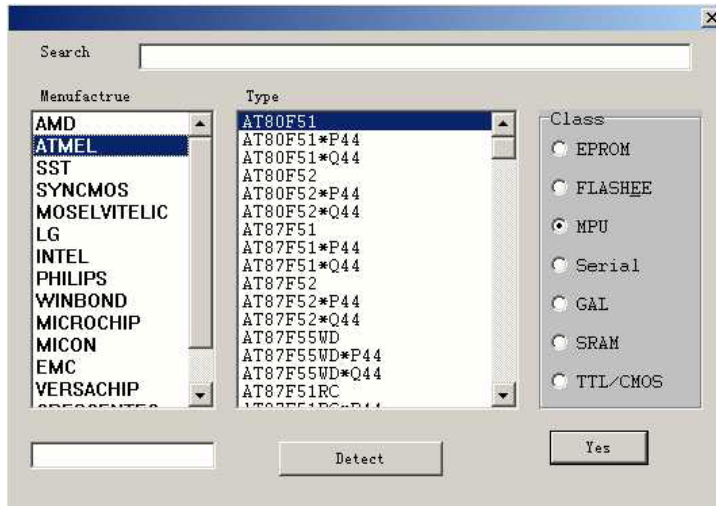 Search
Menufactrue
AMD
ATMEL
SST
SYNCMOS
MOSELVITELIC
LG
INTEL
PHILIPS
WINBOND
MICROCHIP
MICON
EMC
VERSACHIP
Type
AT80F51
AT80F51*P44
AT80F51*Q44
AT80F52
AT80F52*P44
AT80F52*Q44
AT87F51
AT87F51*P44
AT87F51*Q44
AT87F52
AT87F52*P44
AT87F52*Q44
AT87F55WD
AT87F55WD*P44
AT87F55WD*Q44
AT87F51RC
Class
EPROM
FLASHEE
MPU
Serial
GAL
SRAM
TTL/CMOS
Detect
Yes